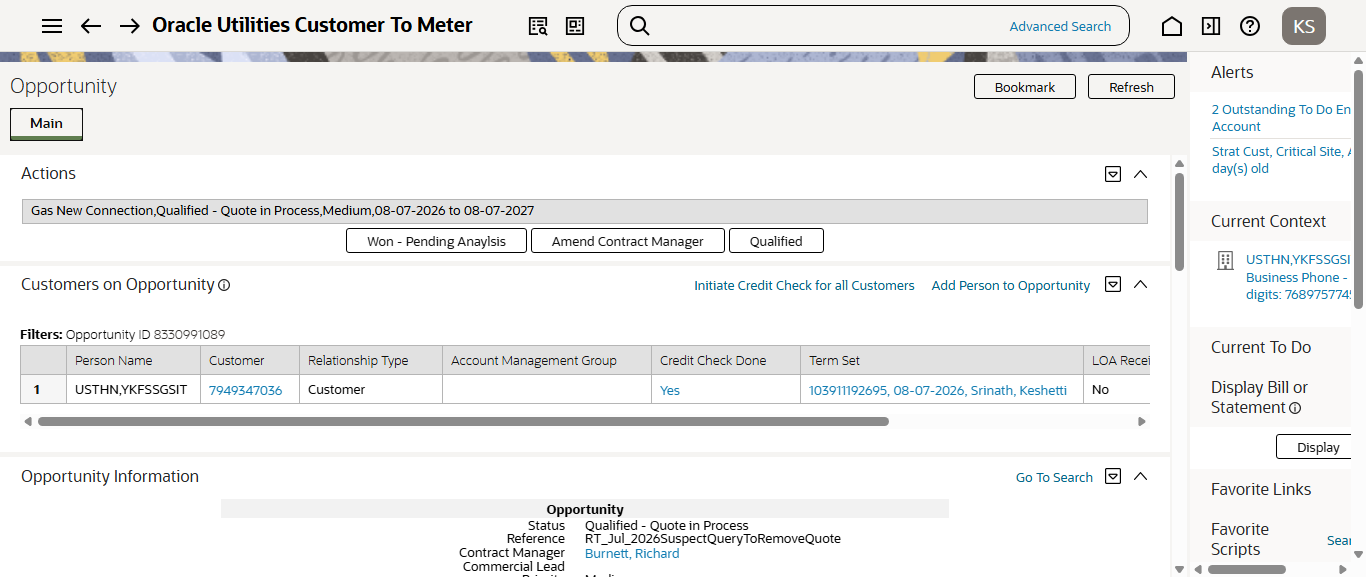 Oracle Utilities Customer To Meter
Advanced Search
KS
Opportunity
Bookmark
Refresh
Main
Actions
Gas New Connection,Qualified - Quote in Process,Medium,08-07-2026 to 08-07-2027
Won - Pending Anaylsis
Amend Contract Manager
Qualified
Customers on Opportunity
Initiate Credit Check for all Customers
Add Person to Opportunity
Filters: Opportunity ID 8330991089
Person Name Customer Relationship Type Account Management Group Credit Check Done Term Set LOA Recei
1 USTHN,YKFSSGSIT 7949347036 Customer Yes 103911192695, 08-07-2026, Srinath, Keshetti No
Opportunity Information
Go To Search
Opportunity
Status Qualified - Quote in Process
Reference RT_Jul_2026SuspectQueryToRemoveQuote
Contract Manager Burnett, Richard
Commercial Lead
Alerts
2 Outstanding To Do En
Account
Strat Cust, Critical Site,
day(s) old
Current Context
USTHN,YKFSSGSI
Business Phone -
digits: 7689757745
Current To Do
Display Bill or
Statement
Display
Favorite Links
Favorite
Scripts
Sear